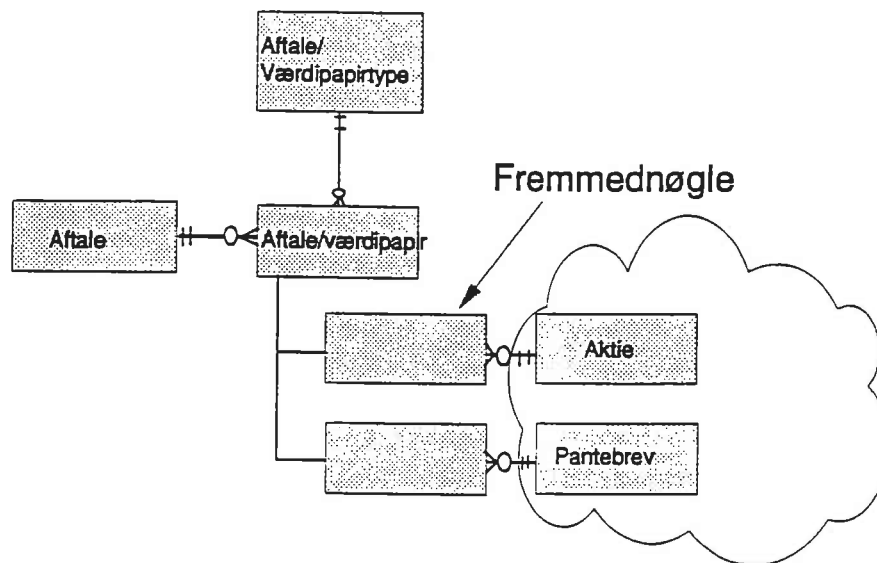 Aftale/
Værdipapirtype
Fremmednøgle
Aftale
Aftale/værdipapir
Aktie
Pantebrev